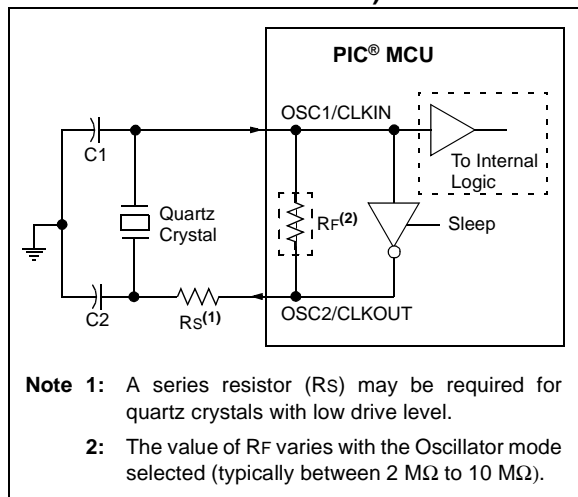 PIC® MCU
OSC1/CLKIN
C1
To Internal
Logic
Quartz
Crystal
RF(2)
Sleep
C2
RS(1)
OSC2/CLKOUT
Note 1: A series resistor (RS) may be required for
quartz crystals with low drive level.
2: The value of RF varies with the Oscillator mode
selected (typically between 2 MΩ to 10 MΩ).